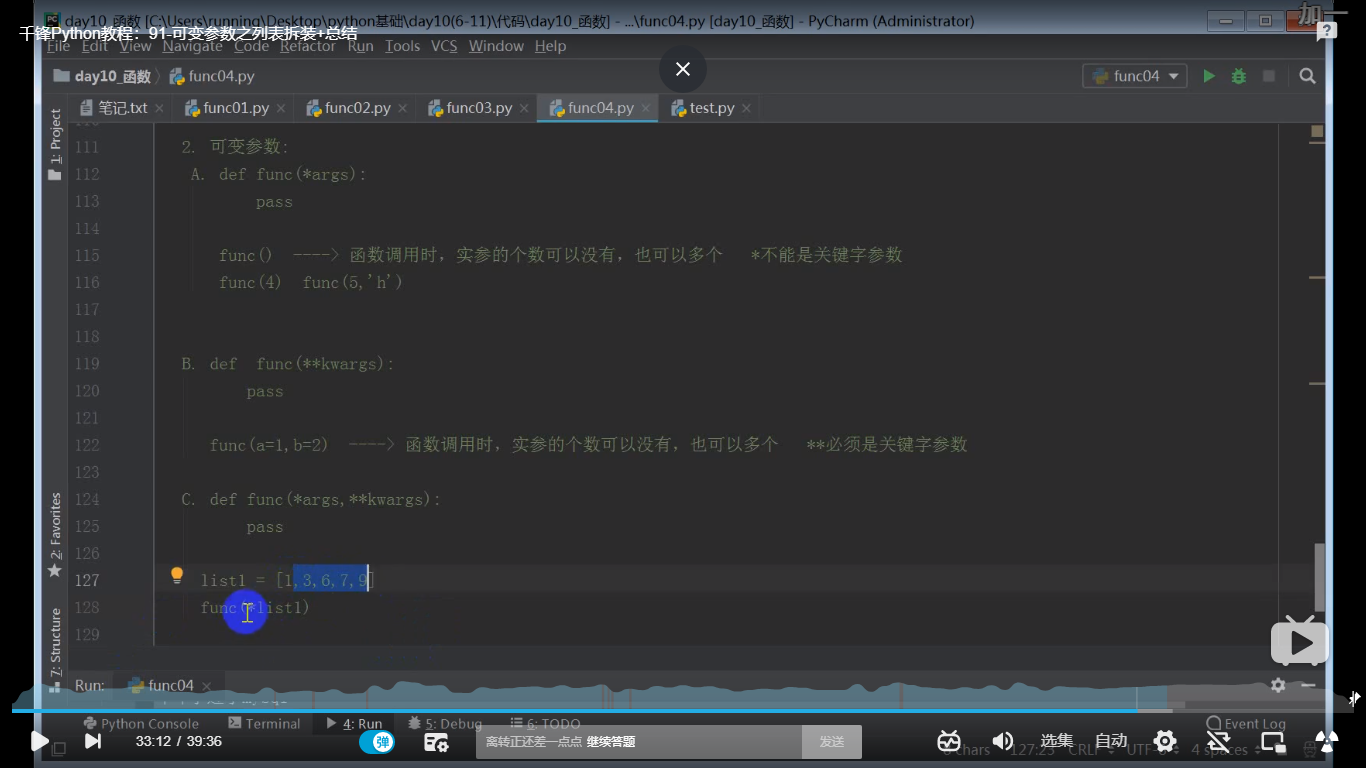 day10_函数 [C:\Users\running\Desktop\python基础\day10(6-11)\代码\day10_函数] - ...\func04.py [day10_函数] - PyCharm (Administrator)
千锋Python教程：91-可变参数之列表拆装+总结
File Edit View Navigate Code Refactor Run Tools VCS Window Help
day10_函数 func04.py
func04
笔记.txt func01.py func02.py func03.py func04.py test.py
1: Project
111 2. 可变参数:
112 A. def func(*args):
113 pass
114
115 func() ----> 函数调用时，实参的个数可以没有，也可以多个 *不能是关键字参数
116 func(4) func(5,'h')
117
118
119 B. def func(**kwargs):
120 pass
121
122 func(a=1,b=2) ----> 函数调用时，实参的个数可以没有，也可以多个 **必须是关键字参数
123
124 C. def func(*args,**kwargs):
125 pass
126
127 list1 = [1,3,6,7,9]
128 func(*list1)
129
2: Favorites
7: Structure
Run: func04
Python Console Terminal 4: Run 5: Debug 6: TODO Event Log
33:12 / 39:36
弹
离转正还差一点点 继续答题
发送
选集
自动
127:23 CRLF UTF-8 4 spaces